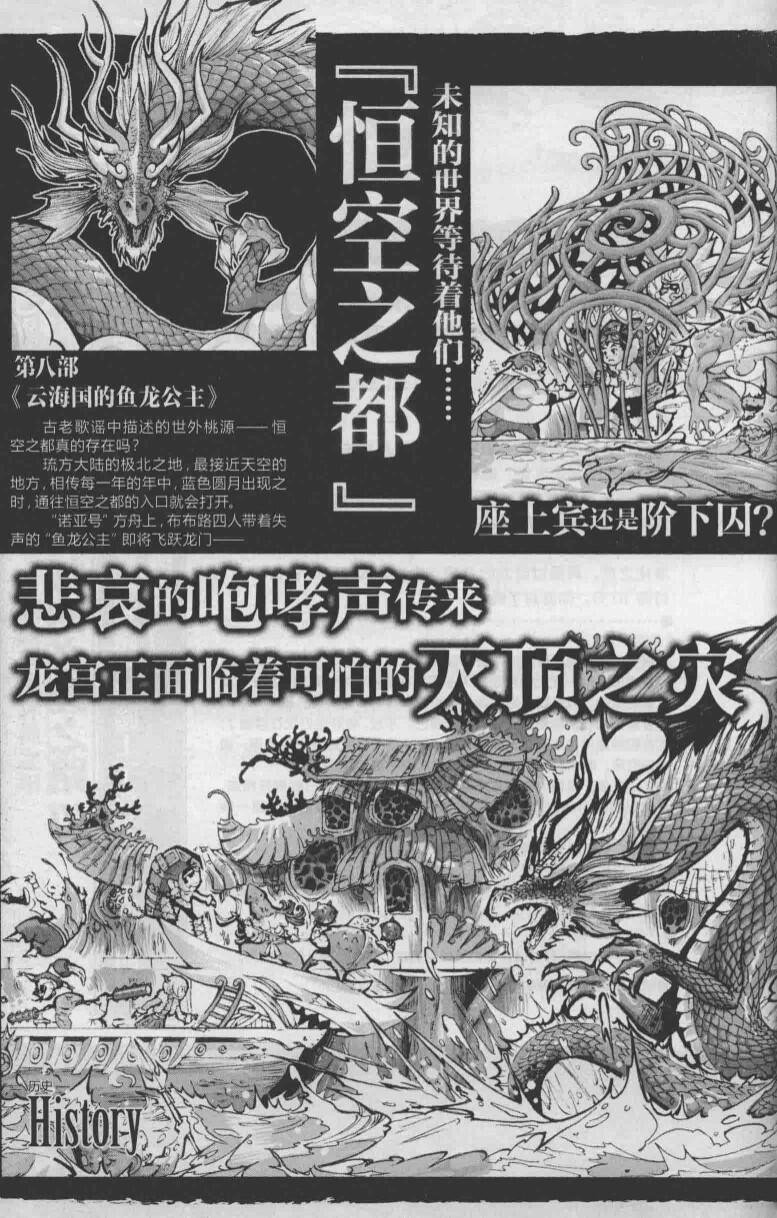 『恒空之都』
未知的世界等待着他们……
座上宾还是阶下囚?
第八部
《云海国的鱼龙公主》
古老歌谣中描述的世外桃源——恒
空之都真的存在吗?
琉方大陆的极北之地，最接近天空的
地方，相传每一年的年中，蓝色圆月出现之
时，通往恒空之都的入口就会打开。
“诺亚号”方舟上，布布路四人带着失
声的“鱼龙公主”即将飞跃龙门——
悲哀的咆哮声传来
龙宫正面临着可怕的灭顶之灾
历史
History